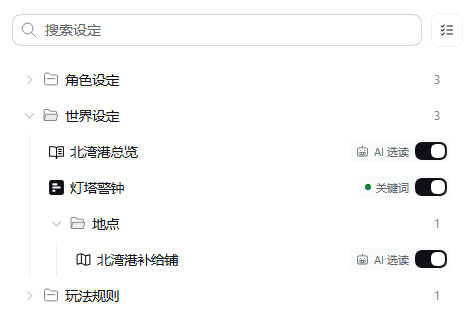 搜索设定
角色设定 3
世界设定 3
北湾港总览 AI 选读
灯塔警钟 关键词
地点 1
北湾港补给铺 AI 选读
玩法规则 1